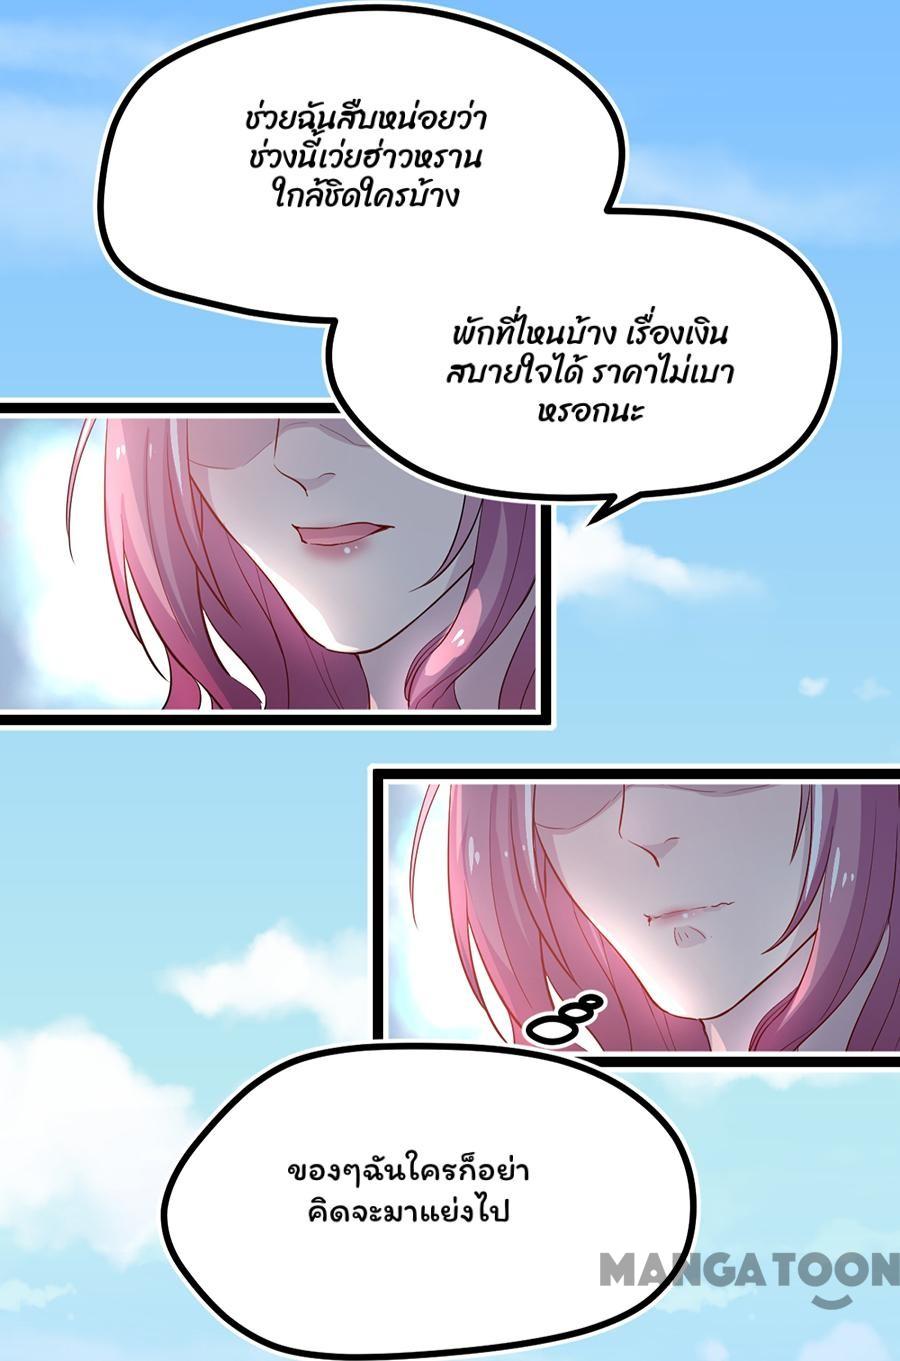 ช่วยฉันสืบหน่อยว่า
ช่วงนี้เว่ยฮ่าวหราน
ใกล้ชิดใครบ้าง
พักที่ไหนบ้าง เรื่องเงิน
สบายใจได้ ราคาไม่เบา
หรอกนะ
ของๆฉันใครก็อย่า
คิดจะมาแย่งไป
MANGATOON